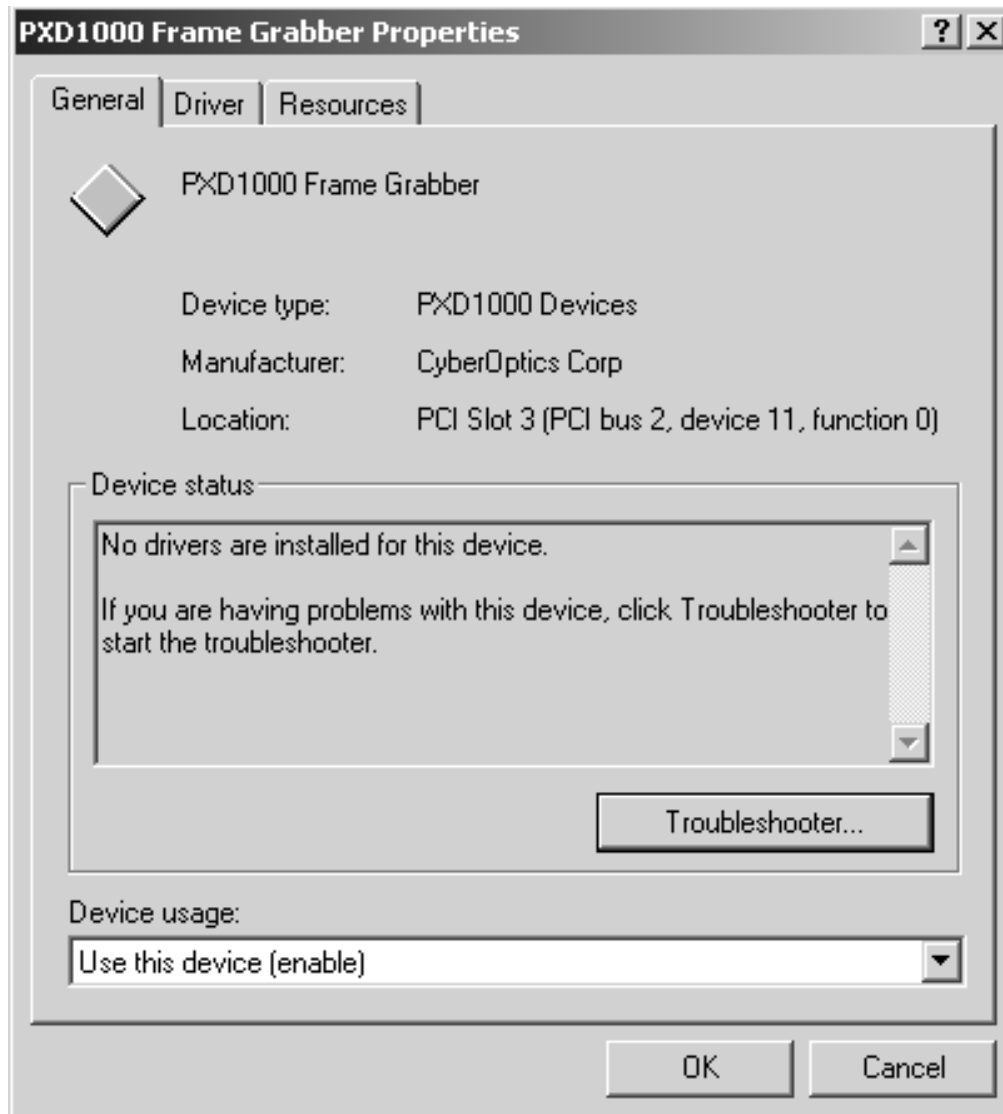 PXD1000 Frame Grabber Properties
General Driver Resources
PXD1000 Frame Grabber
Device type: PXD1000 Devices
Manufacturer: CyberOptics Corp
Location: PCI Slot 3 (PCI bus 2, device 11, function 0)
Device status
No drivers are installed for this device.
If you are having problems with this device, click Troubleshooter to
start the troubleshooter.
Troubleshooter...
Device usage:
Use this device (enable)
OK Cancel